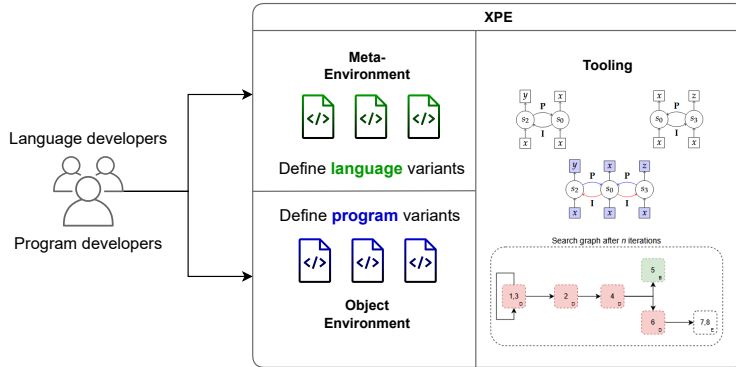 XPE
Language developers
Program developers
Meta-
Environment
</>
</>
</>
Define language variants
Define program variants
</>
</>
</>
Object
Environment
Tooling
y
P
s₂
s₀
I
x
x
x
z
P
s₀
s₃
I
x
x
y
x
z
P
P
s₂
s₀
s₃
I
I
x
x
x
Search graph after n iterations
5
B
1,3
D
2
D
4
D
6
D
7,8
E